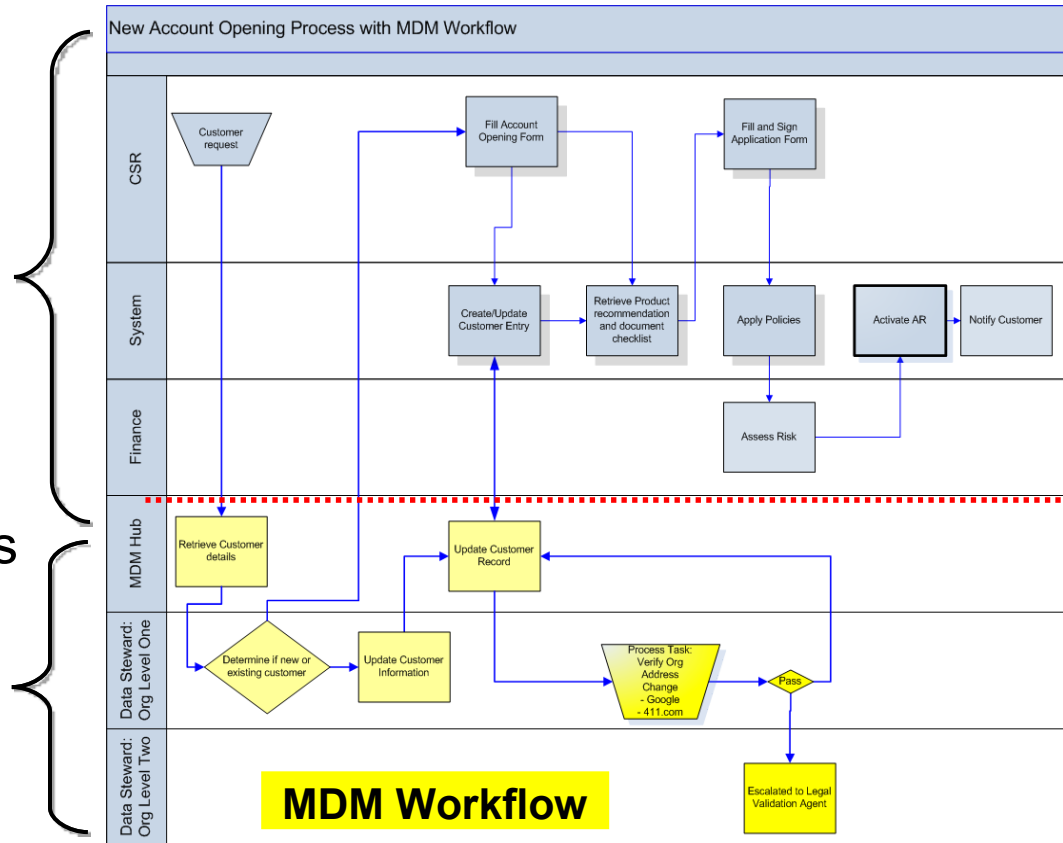 New Account Opening Process with MDM Workflow
CSR
Customer
request
Fill Account
Opening Form
Fill and Sign
Application Form
System
Create/Update
Customer Entry
Retrieve Product
recommendation
and document
checklist
Apply Policies
Activate AR
Notify Customer
Finance
Assess Risk
s
MDM Hub
Retrieve Customer
details
Update Customer
Record
Data Steward:
Org Level One
Determine if new or
existing customer
Update Customer
Information
Process Task:
Verify Org
Address
Change
- Google
- 411.com
Pass
Data Steward:
Org Level Two
MDM Workflow
Escalated to Legal
Validation Agent